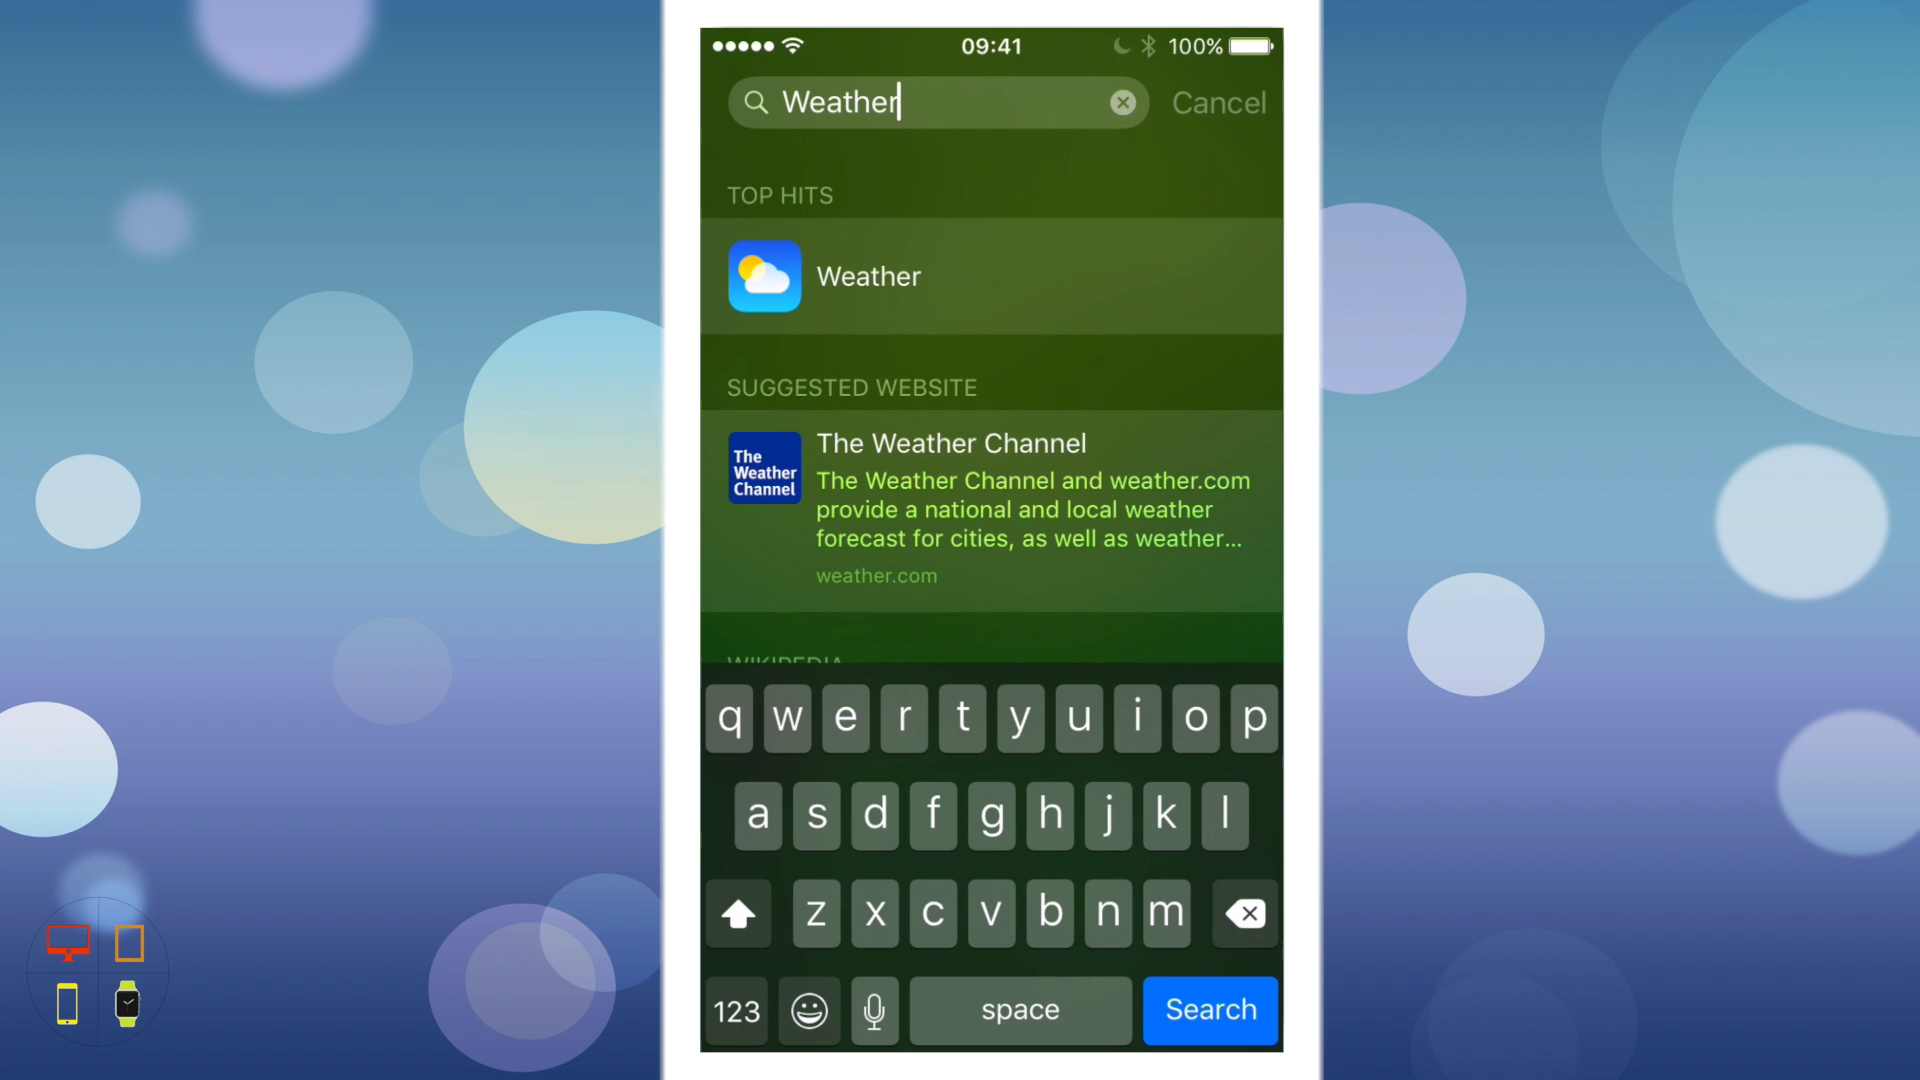 09:41
100%
Weather
Cancel
TOP HITS
Weather
SUGGESTED WEBSITE
The
Weather
Channel
The Weather Channel
The Weather Channel and weather.com
provide a national and local weather
forecast for cities, as well as weather...
weather.com
WIKIPEDIA
q w e r t y u i o p
a s d f g h j k l
z x c v b n m
123
space
Search